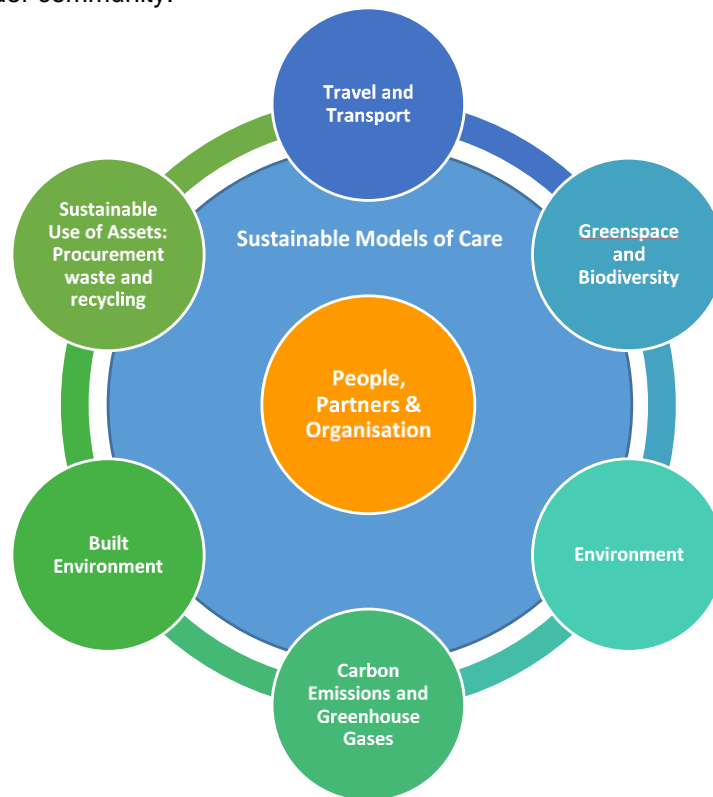 community.
Travel and
Transport
Sustainable
Use of Assets:
Procurement
waste and
recycling
Sustainable Models of Care
Greenspace
and
Biodiversity
People,
Partners &
Organisation
Built
Environment
Environment
Carbon
Emissions and
Greenhouse
Gases